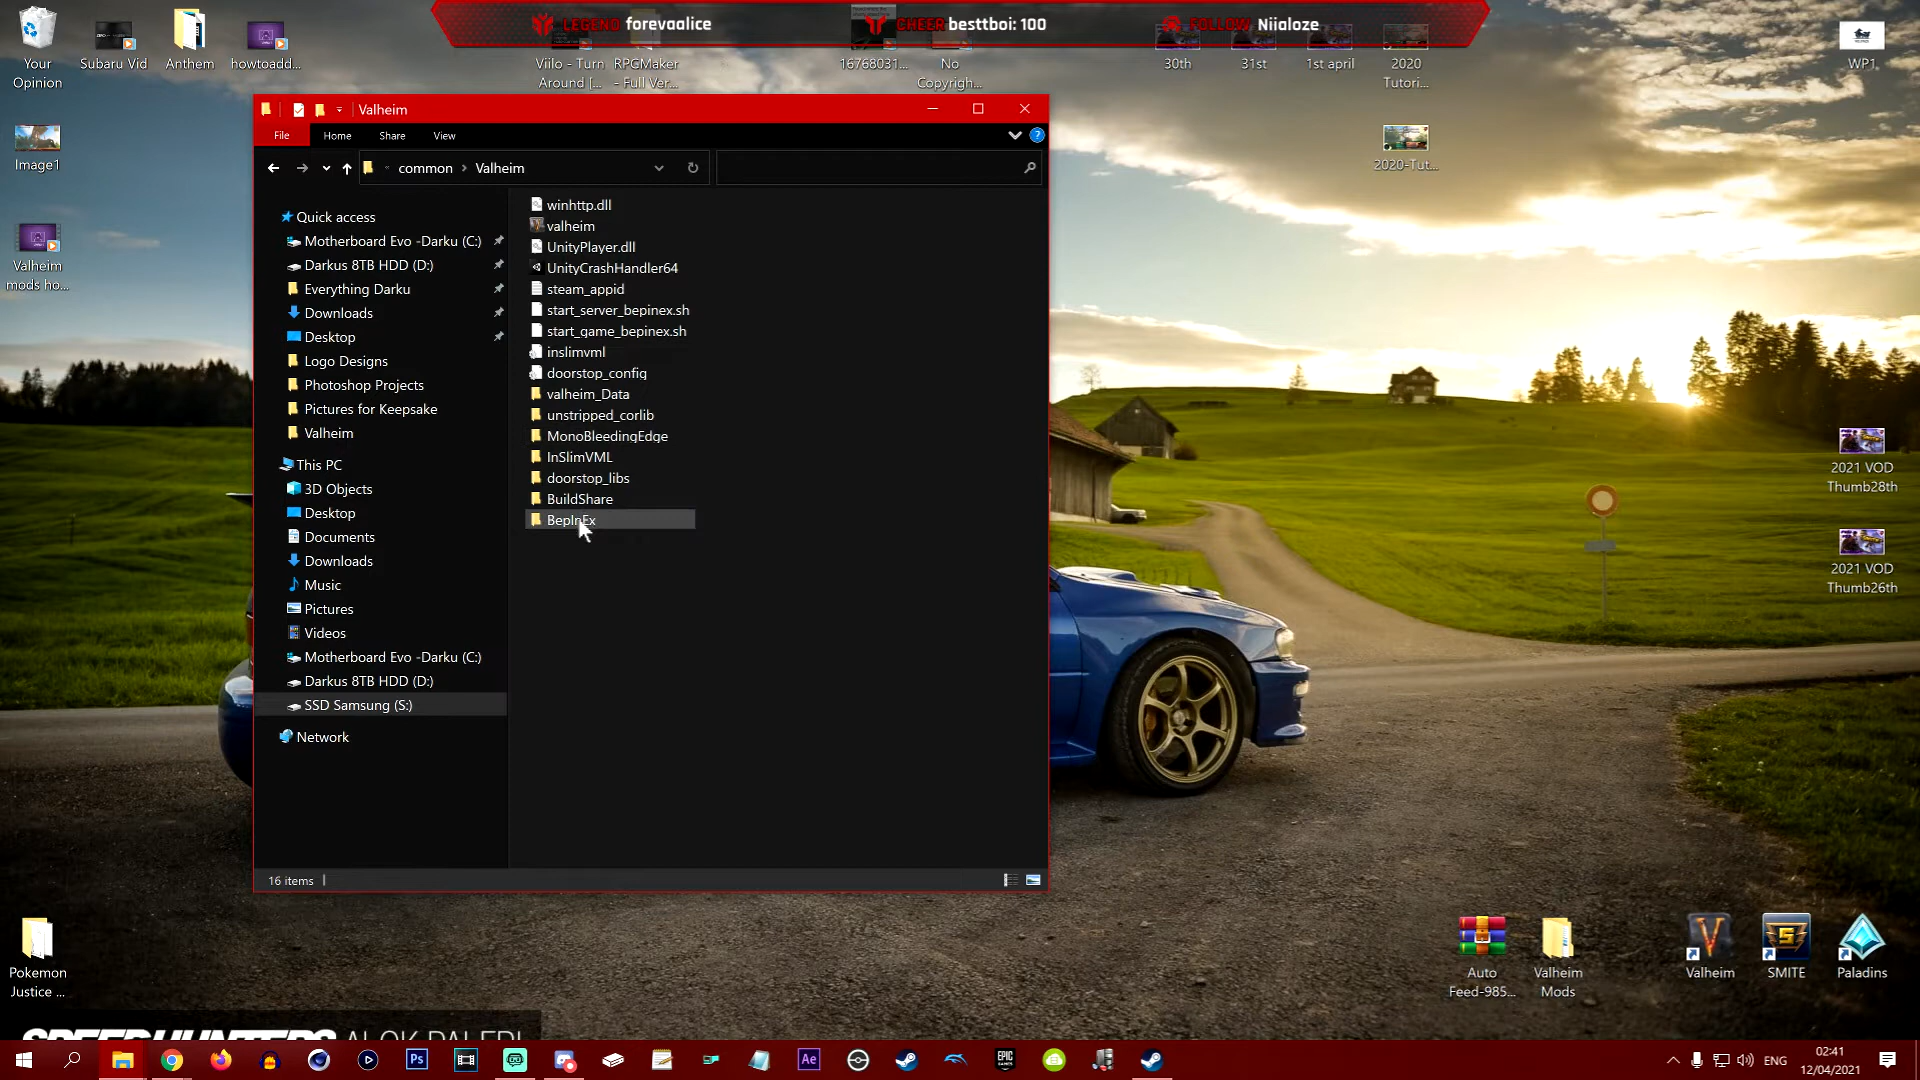 LEGEND forevaalice
CHEER besttboi: 100
FOLLOW Niialoze
Your
Opinion
Subaru Vid
Anthem
howtoadd...
Viilo - Turn
Around [...
RPGMaker
- Full Ver...
16768031...
No
Copyrigh...
30th
31st
1st april
2020
Tutori...
WP1
Image1
Valheim
mods ho...
2020-Tut...
Valheim
File
Home
Share
View
common
Valheim
Quick access
Motherboard Evo -Darku (C:)
Darkus 8TB HDD (D:)
Everything Darku
Downloads
Desktop
Logo Designs
Photoshop Projects
Pictures for Keepsake
Valheim
This PC
3D Objects
Desktop
Documents
Downloads
Music
Pictures
Videos
Motherboard Evo -Darku (C:)
Darkus 8TB HDD (D:)
SSD Samsung (S:)
Network
winhttp.dll
valheim
UnityPlayer.dll
UnityCrashHandler64
steam_appid
start_server_bepinex.sh
start_game_bepinex.sh
inslimvml
doorstop_config
valheim_Data
unstripped_corlib
MonoBleedingEdge
InSlimVML
doorstop_libs
BuildShare
BepInEx
16 items
2021 VOD
Thumb28th
2021 VOD
Thumb26th
Pokemon
Justice ...
Auto
Feed-985...
Valheim
Mods
Valheim
SMITE
Paladins
ENG
02:41
12/04/2021